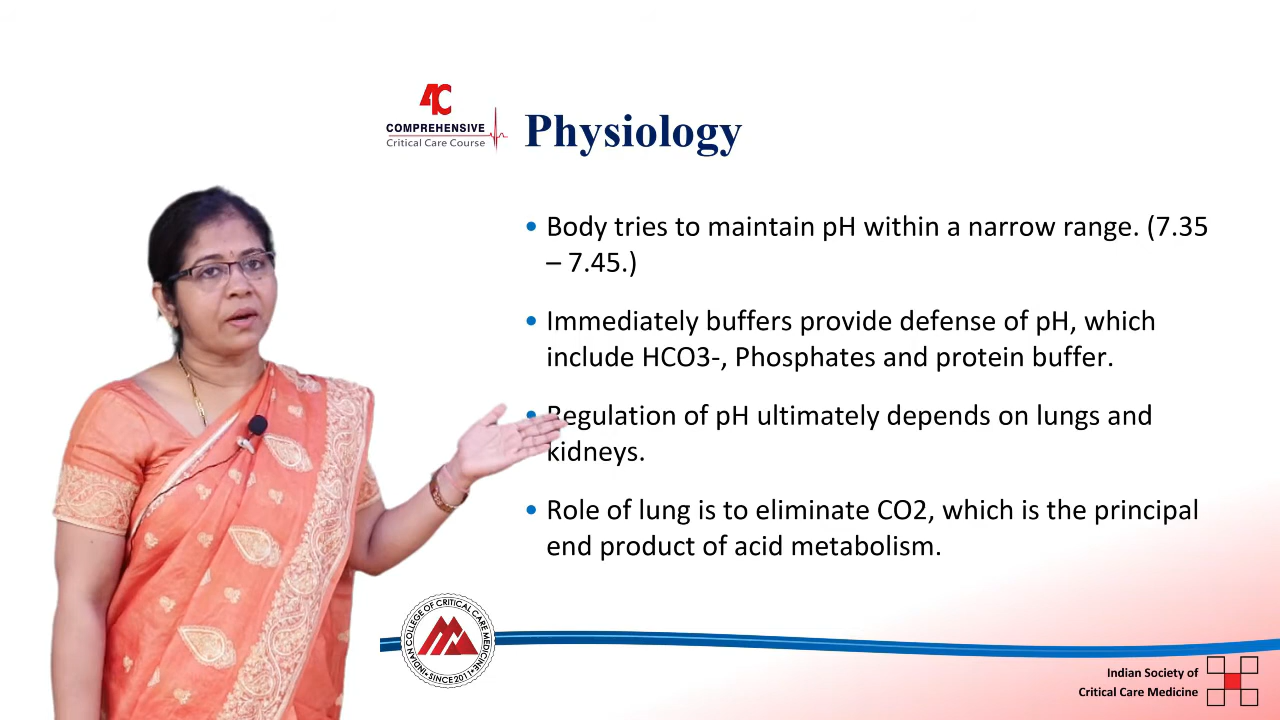 4C
COMPREHENSIVE
Critical Care Course
Physiology
• Body tries to maintain pH within a narrow range. (7.35
– 7.45.)
• Immediately buffers provide defense of pH, which
include HCO3-, Phosphates and protein buffer.
• Regulation of pH ultimately depends on lungs and
kidneys.
• Role of lung is to eliminate CO2, which is the principal
end product of acid metabolism.
INDIAN COLLEGE OF CRITICAL CARE MEDICINE
• SINCE 2011 •
Indian Society of
Critical Care Medicine